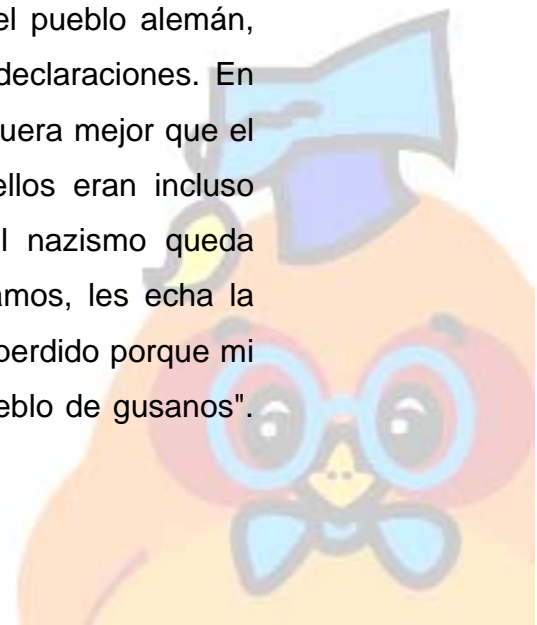 el pueblo alemán,
declaraciones. En
uera mejor que el
ellos eran incluso
l nazismo queda
amos, les echa la
perdido porque mi
eblo de gusanos".